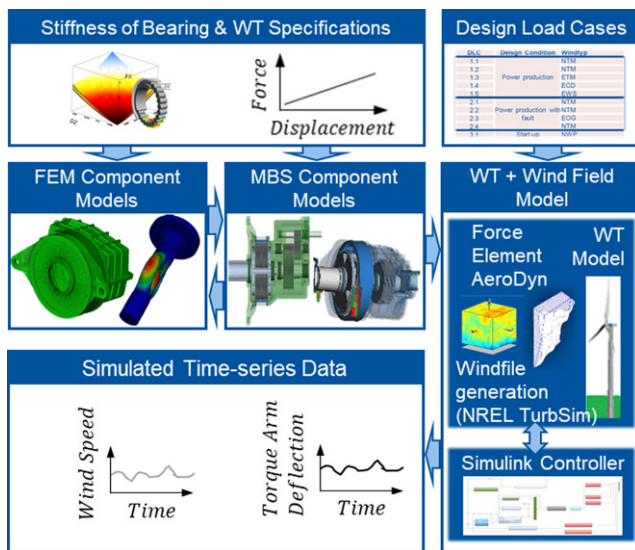 Stiffness of Bearing & WT Specifications
FX
DZ
Force
Displacement
Design Load Cases
DLC Deisgn Condition Windtyp
1.1 NTM
1.2 NTM
1.3 Power production ETM
1.4 ECD
1.5 EWS
2.1 NTM
2.2 Power production with NTM
2.3 fault EOG
2.4 NTM
3.1 Start-up NWP
FEM Component
Models
MBS Component
Models
WT + Wind Field
Model
Force
Element
AeroDyn
WT
Model
Windfile
generation
(NREL TurbSim)
Simulated Time-series Data
Wind Speed
Time
Torque Arm
Deflection
Time
Simulink Controller